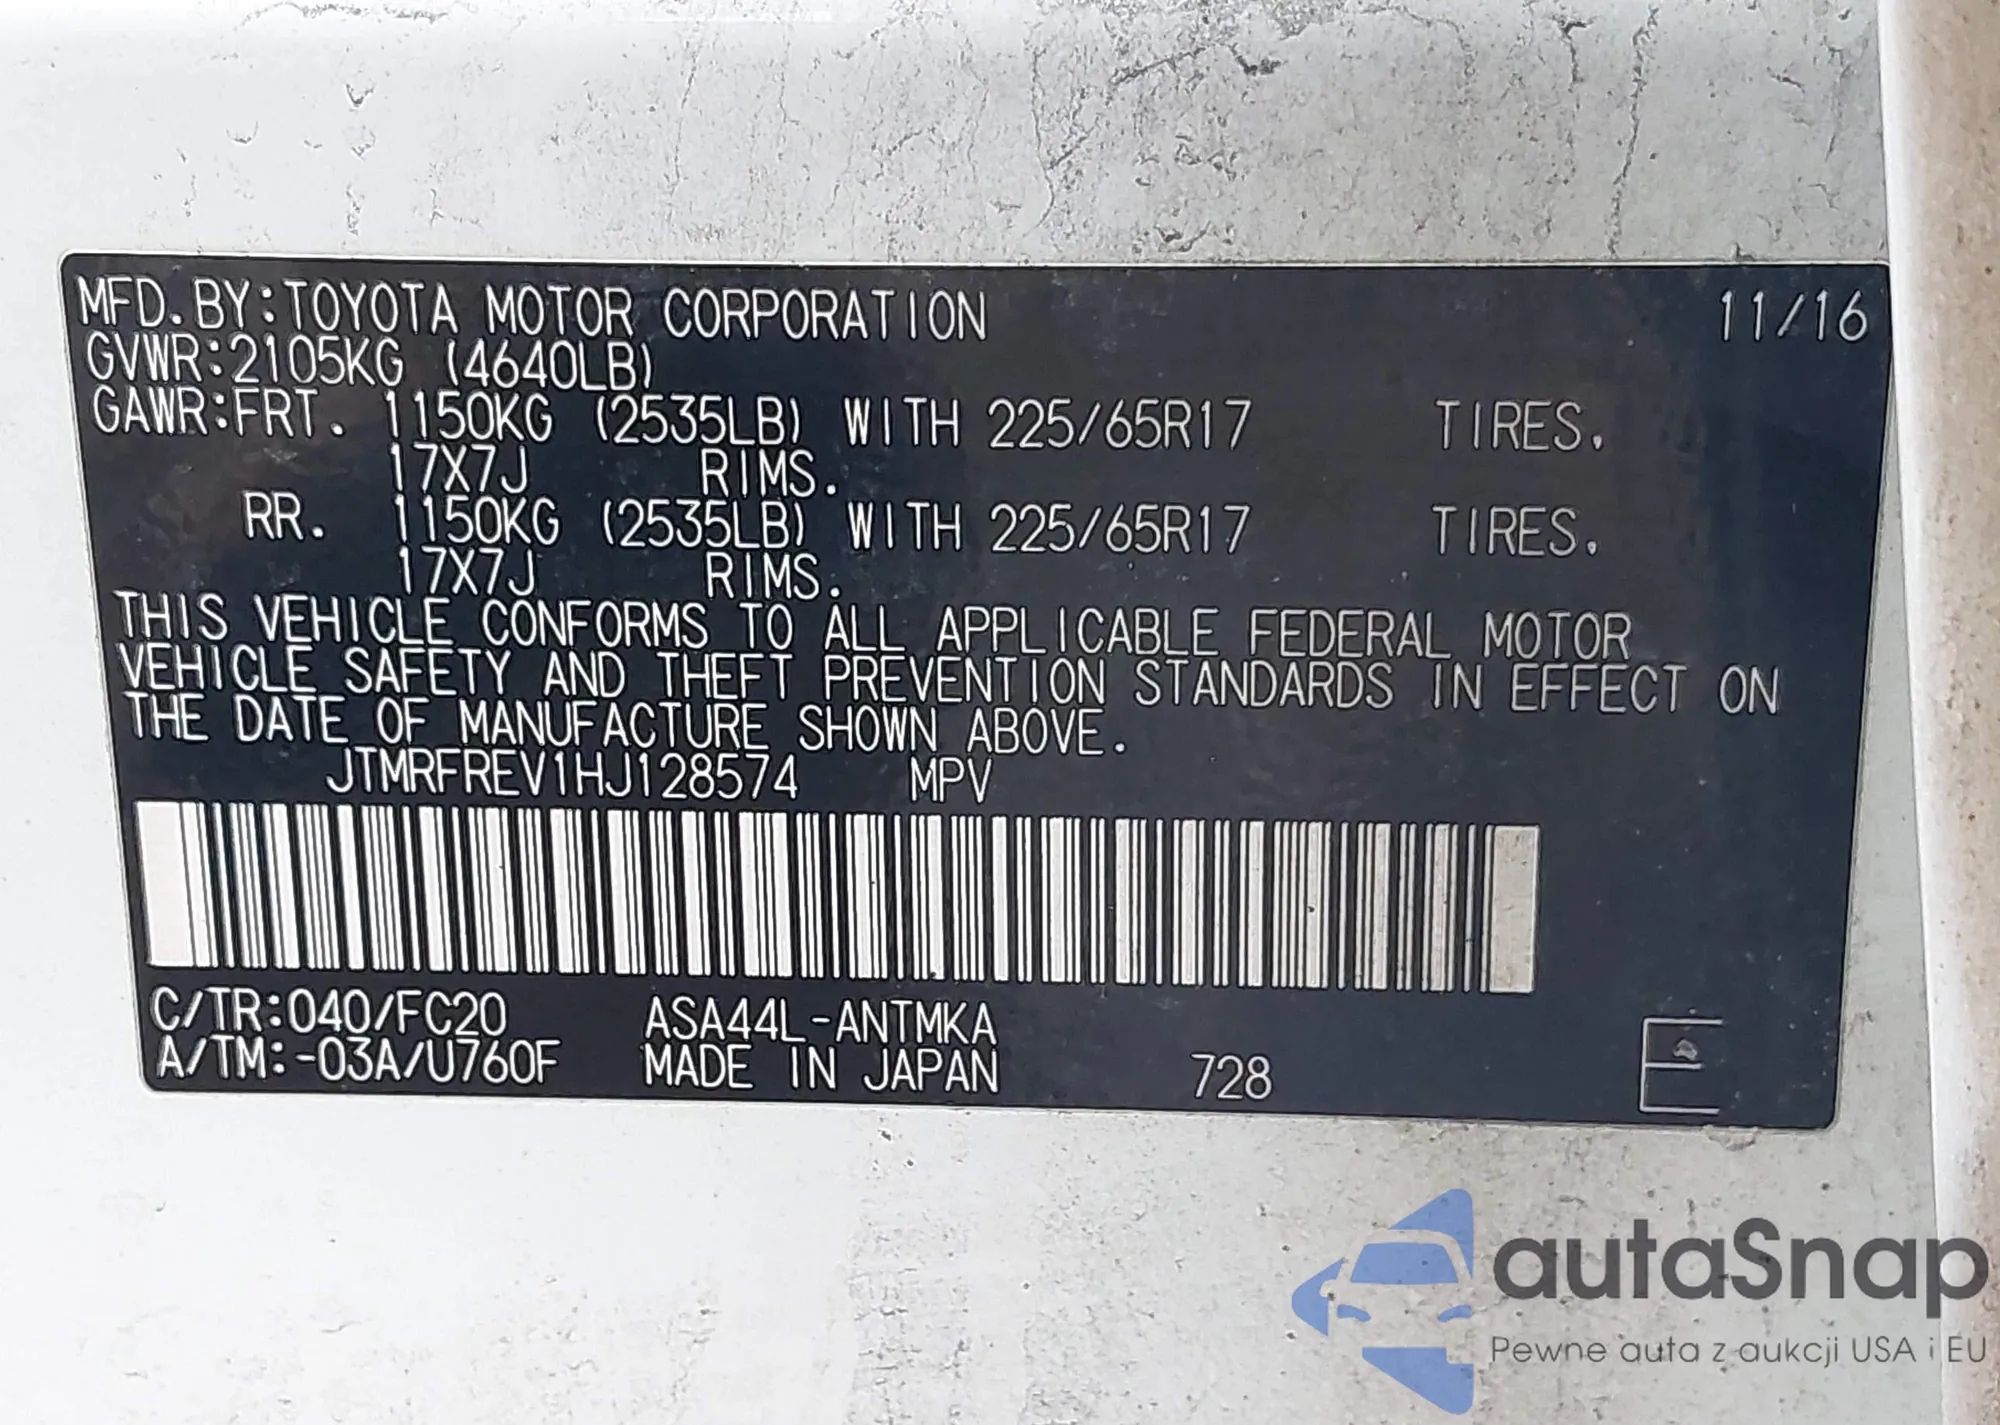 MFD. BY: TOYOTA MOTOR CORPORATION 11/16
GVWR: 2105KG (4640LB)
GAWR: FRT. 1150KG (2535LB) WITH 225/65R17 TIRES.
17X7J RIMS.
RR. 1150KG (2535LB) WITH 225/65R17 TIRES.
17X7J RIMS.
THIS VEHICLE CONFORMS TO ALL APPLICABLE FEDERAL MOTOR
VEHICLE SAFETY AND THEFT PREVENTION STANDARDS IN EFFECT ON
THE DATE OF MANUFACTURE SHOWN ABOVE.
JTMRFREV1HJ128574 MPV
C/TR: 040/FC20 ASA44L-ANTMKA
A/TM: -03A/U760F MADE IN JAPAN 728 E
autaSnap
Pewne auta z aukcji USA i EU